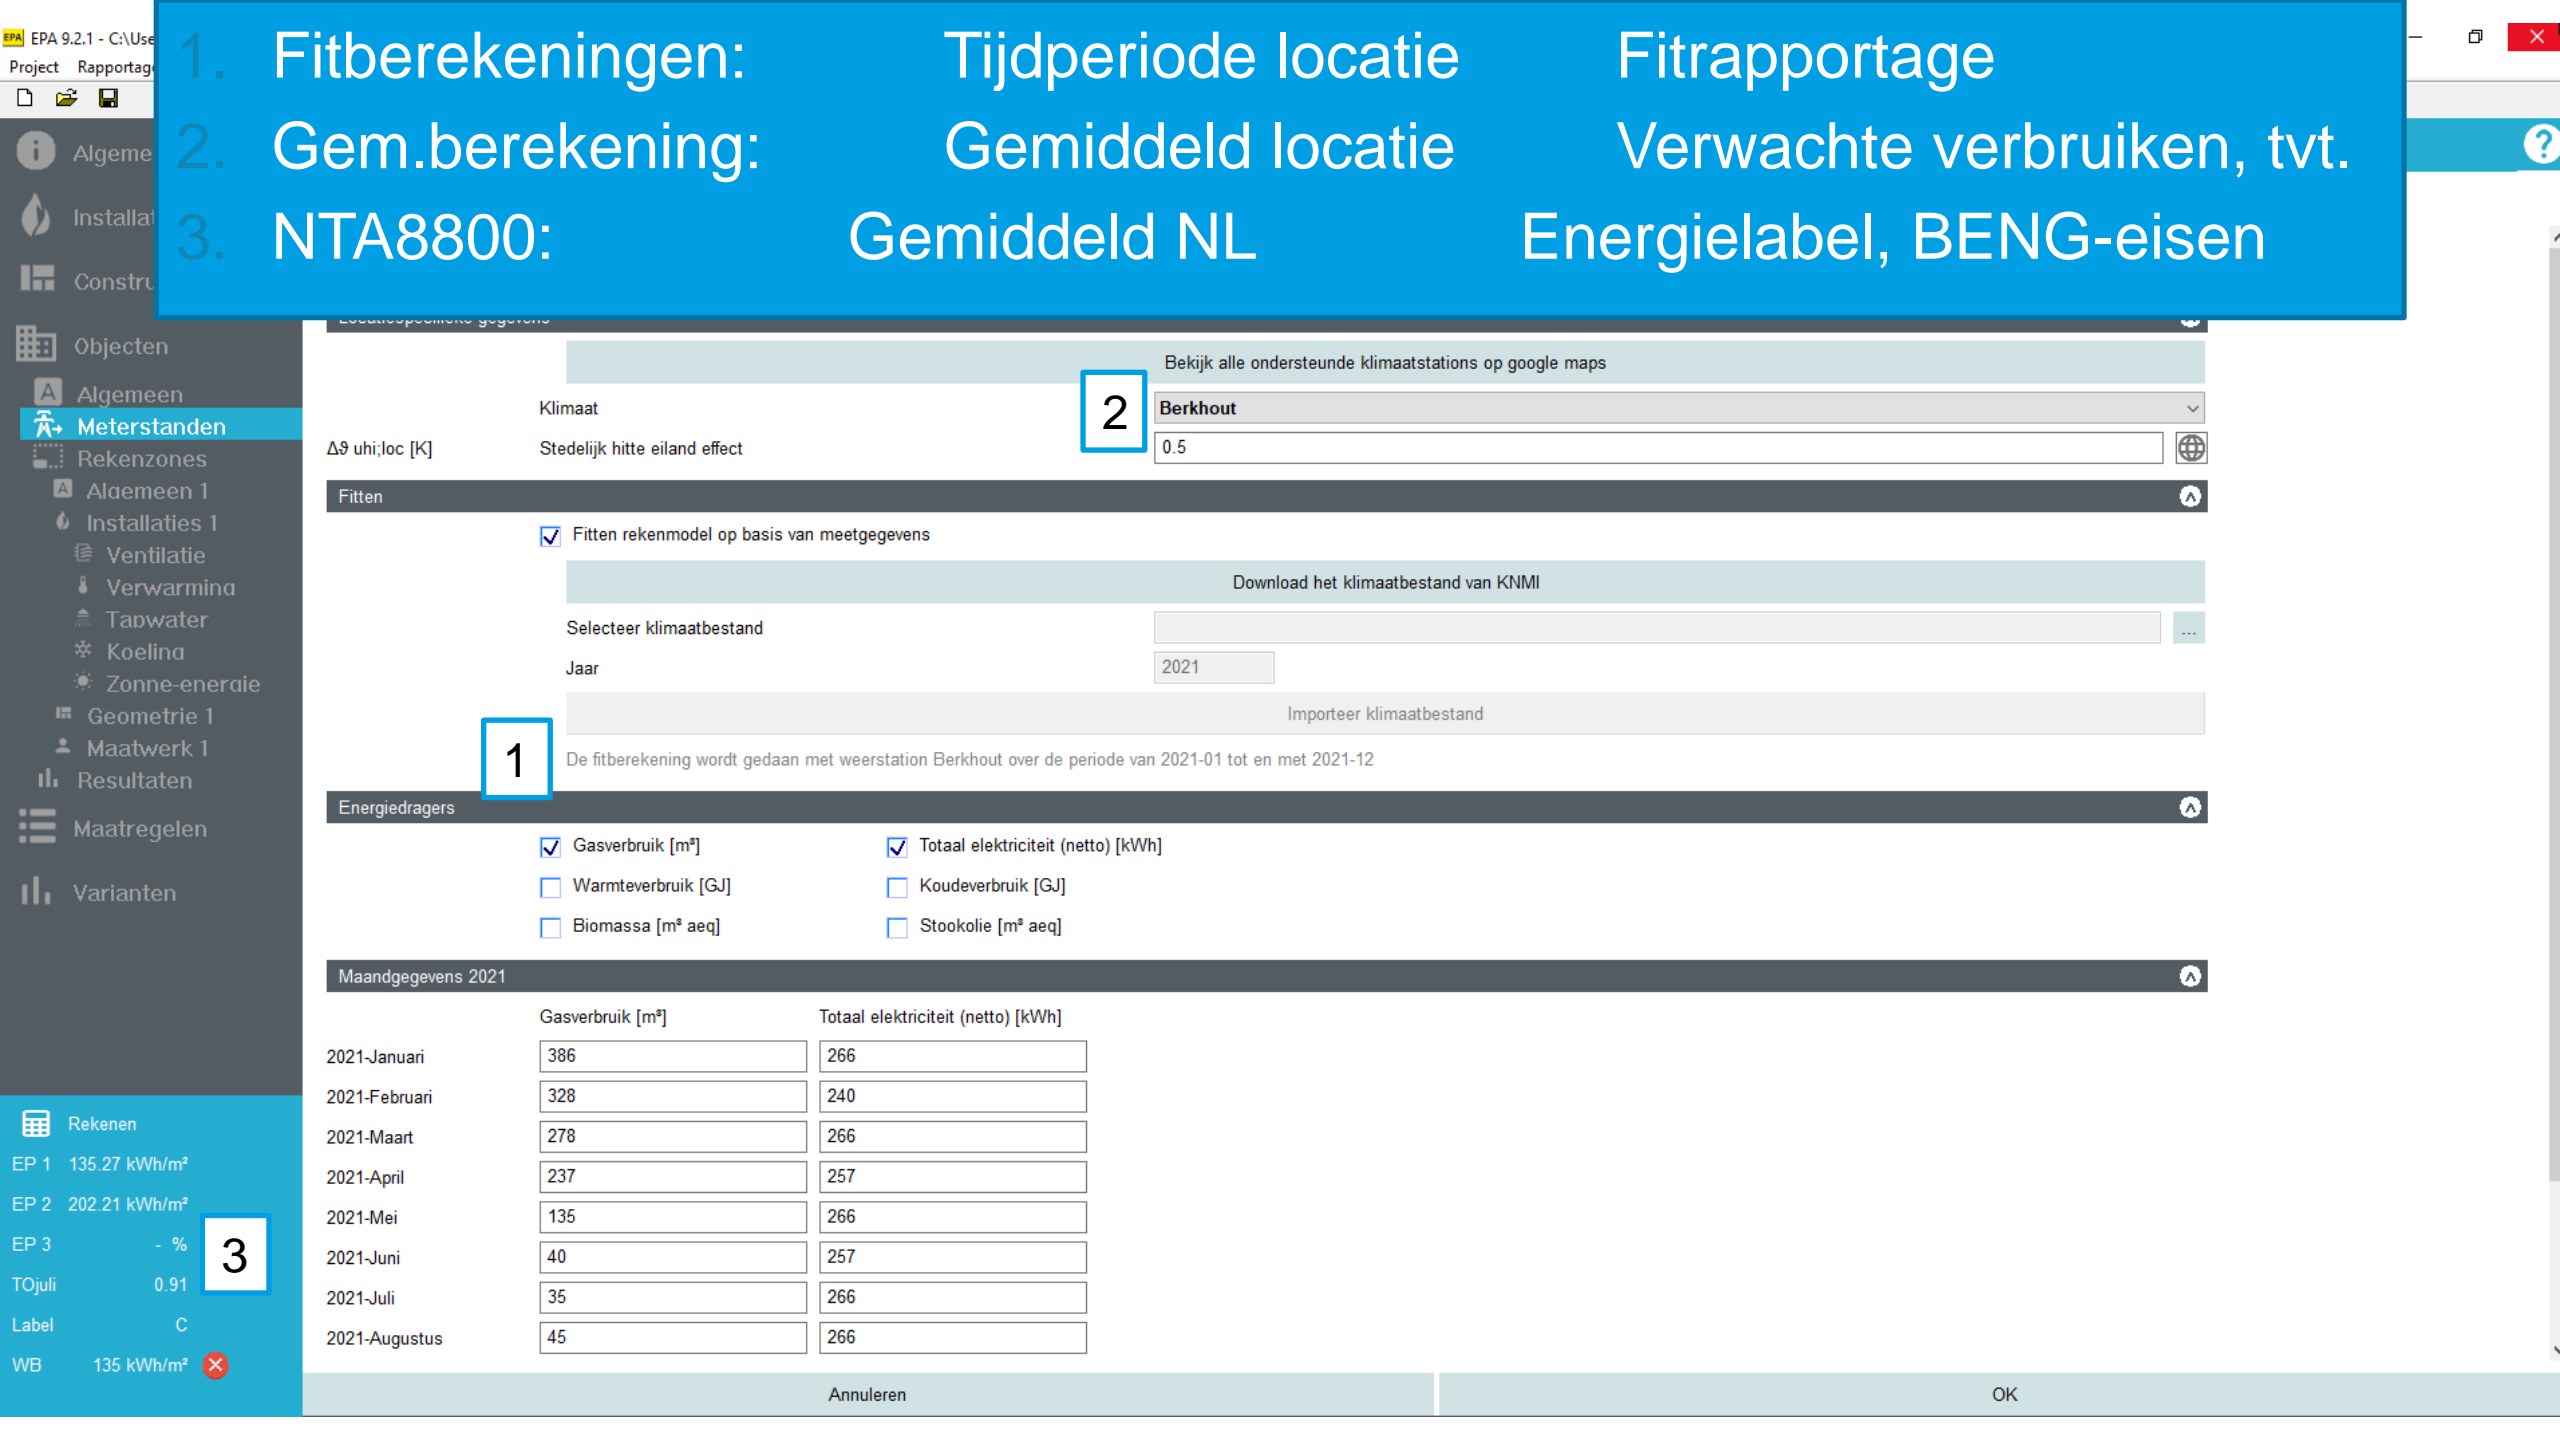 EPA EPA 9.2.1 - C:\Use
Project Rapportag
1. Fitberekeningen: Tijdperiode locatie Fitrapportage
2. Gem.berekening: Gemiddeld locatie Verwachte verbruiken, tvt.
3. NTA8800: Gemiddeld NL Energielabel, BENG-eisen
Algeme
Installat
Constru
Objecten
A Algemeen
Meterstanden
Rekenzones
A Algemeen 1
Installaties 1
Ventilatie
Verwarming
Tapwater
Koeling
Zonne-energie
Geometrie 1
Maatwerk 1
Resultaten
Maatregelen
Varianten
Rekenen
EP 1 135.27 kWh/m²
EP 2 202.21 kWh/m²
EP 3 - %
TOjuli 0.91
Label C
WB 135 kWh/m²
3
Locatiespecifieke gegevens
Bekijk alle ondersteunde klimaatstations op google maps
Klimaat 2 Berkhout
Δϑ uhi;loc [K] Stedelijk hitte eiland effect 0.5
Fitten
Fitten rekenmodel op basis van meetgegevens
Download het klimaatbestand van KNMI
Selecteer klimaatbestand ...
Jaar 2021
Importeer klimaatbestand
1 De fitberekening wordt gedaan met weerstation Berkhout over de periode van 2021-01 tot en met 2021-12
Energiedragers
Gasverbruik [m³] Totaal elektriciteit (netto) [kWh]
Warmteverbruik [GJ] Koudeverbruik [GJ]
Biomassa [m³ aeq] Stookolie [m³ aeq]
Maandgegevens 2021
Gasverbruik [m³] Totaal elektriciteit (netto) [kWh]
2021-Januari 386 266
2021-Februari 328 240
2021-Maart 278 266
2021-April 237 257
2021-Mei 135 266
2021-Juni 40 257
2021-Juli 35 266
2021-Augustus 45 266
Annuleren OK
?